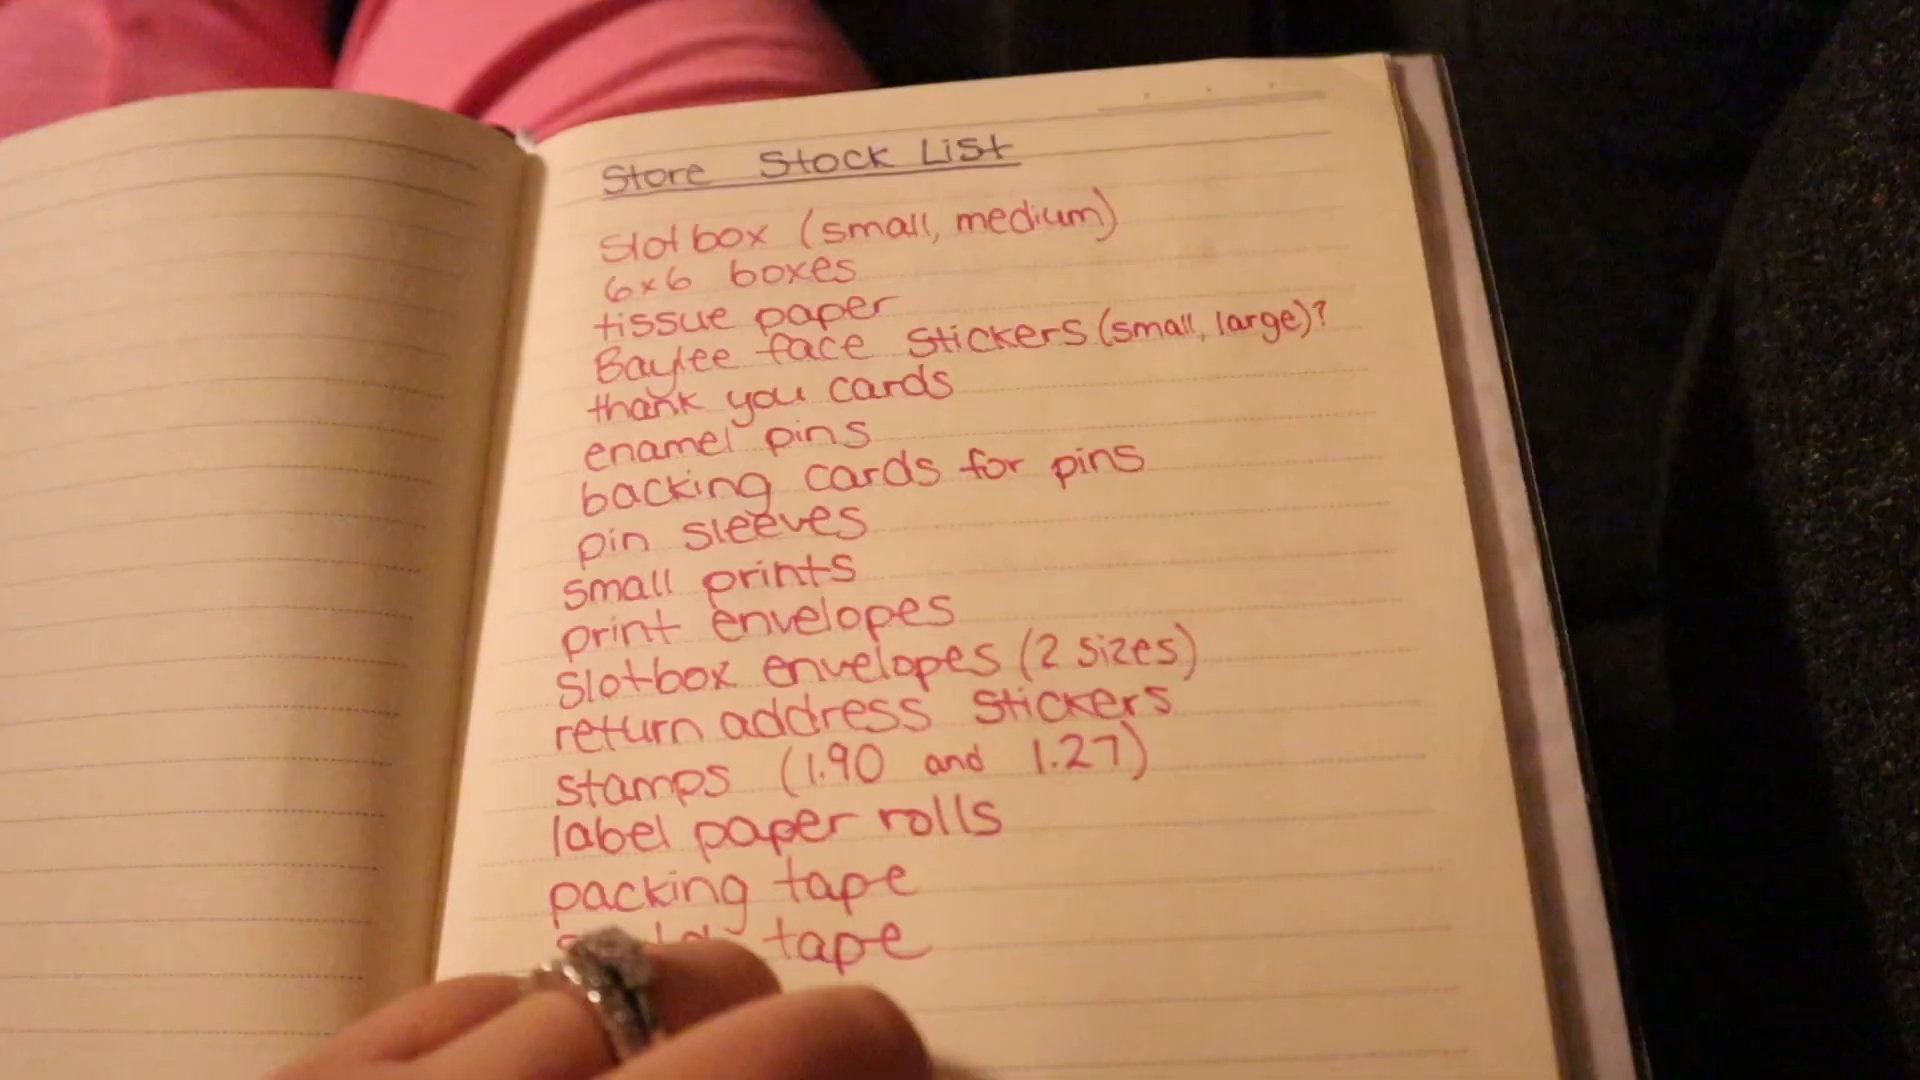 Store Stock List
Slotbox (small, medium)
6x6 boxes
tissue paper
Baylee face stickers (small, large)?
thank you cards
enamel pins
backing cards for pins
pin sleeves
small prints
print envelopes
Slotbox envelopes (2 sizes)
return address stickers
stamps (1.90 and 1.27)
label paper rolls
packing tape
tape